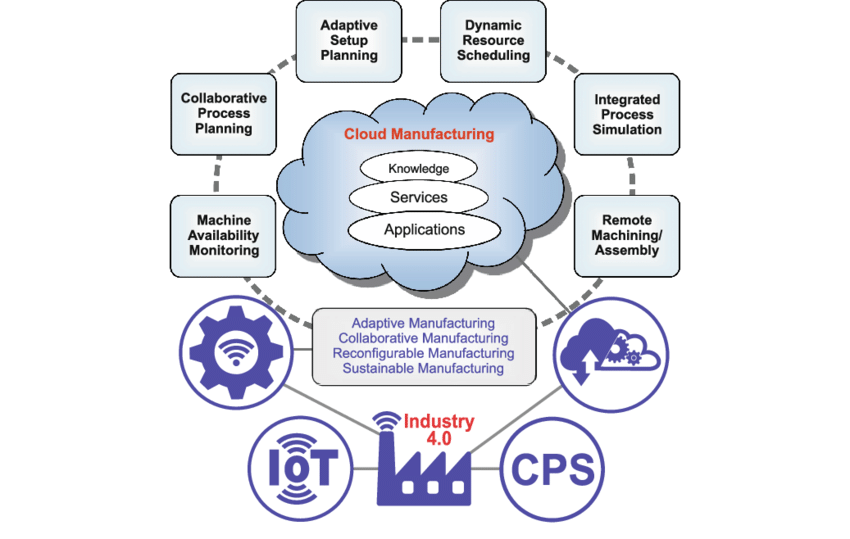 Adaptive
Setup
Planning
Dynamic
Resource
Scheduling
Collaborative
Process
Planning
Integrated
Process
Simulation
Cloud Manufacturing
Knowledge
Services
Applications
Machine
Availability
Monitoring
Remote
Machining/
Assembly
Adaptive Manufacturing
Collaborative Manufacturing
Reconfigurable Manufacturing
Sustainable Manufacturing
Industry
4.0
IoT
CPS